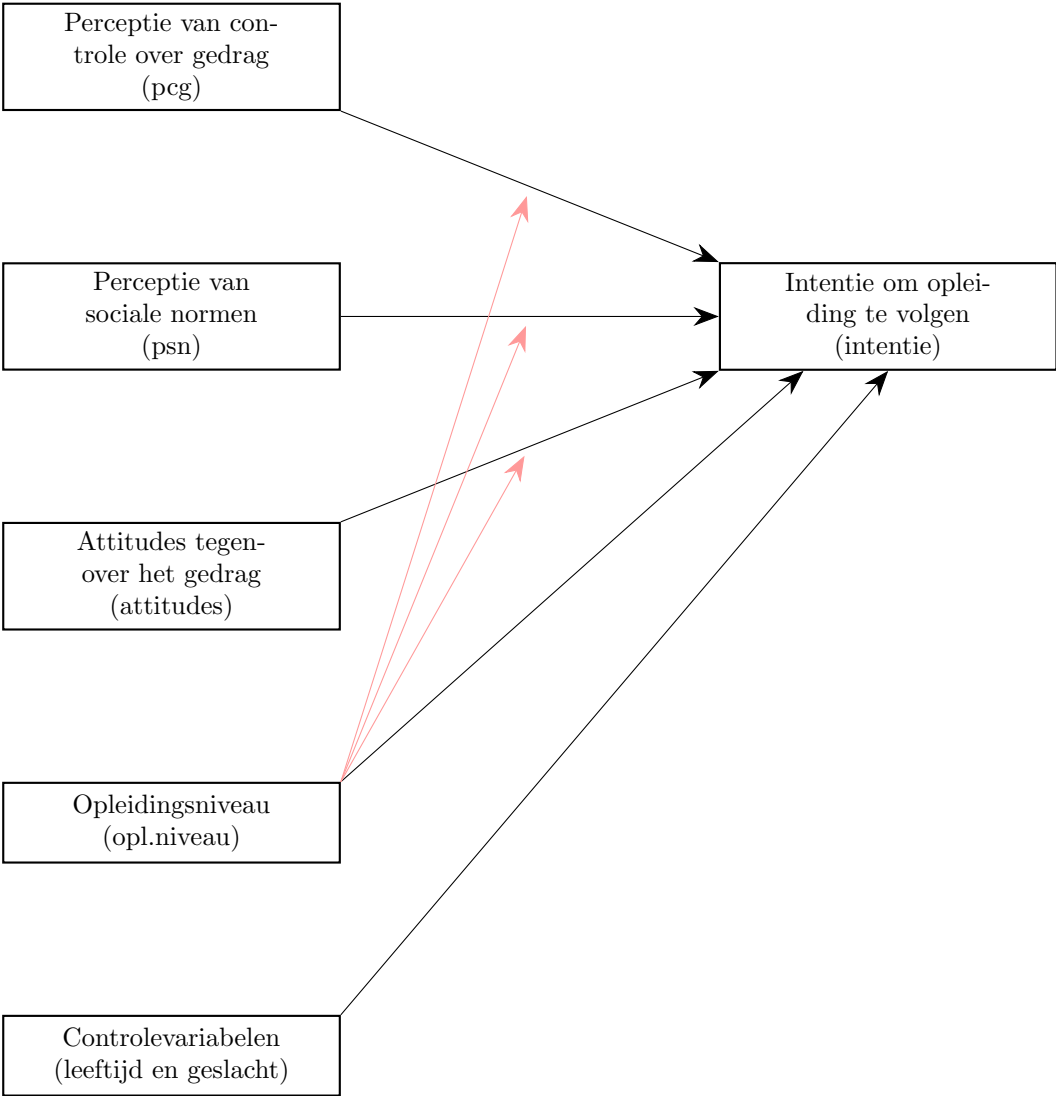 Perceptie van con-
trole over gedrag
(pcg)
Perceptie van
sociale normen
(psn)
Intentie om oplei-
ding te volgen
(intentie)
Attitudes tegen-
over het gedrag
(attitudes)
Opleidingsniveau
(opl.niveau)
Controlevariabelen
(leeftijd en geslacht)